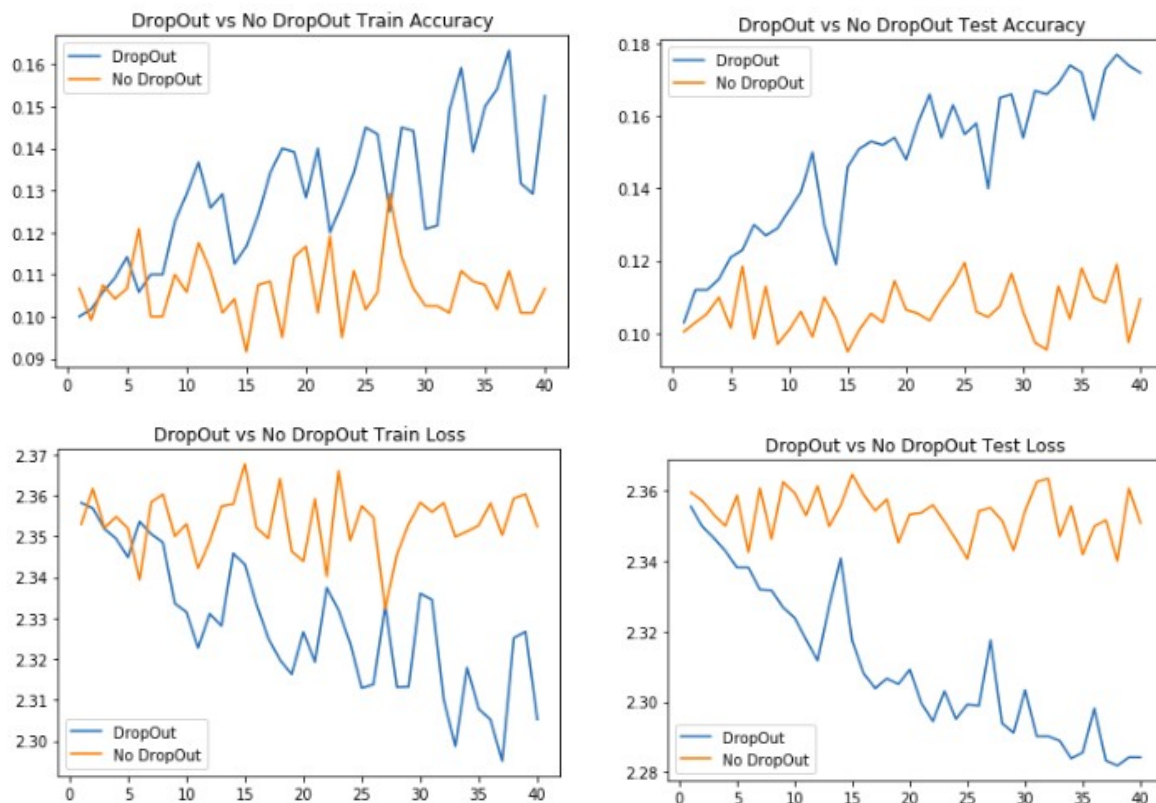 DropOut vs No DropOut Train Accuracy
0.16
0.15
0.14
0.13
0.12
0.11
0.10
0.09
DropOut
No DropOut
0 5 10 15 20 25 30 35 40
DropOut vs No DropOut Test Accuracy
0.18
0.16
0.14
0.12
0.10
DropOut
No DropOut
0 5 10 15 20 25 30 35 40
DropOut vs No DropOut Train Loss
2.37
2.36
2.35
2.34
2.33
2.32
2.31
2.30
DropOut
No DropOut
0 5 10 15 20 25 30 35 40
DropOut vs No DropOut Test Loss
2.36
2.34
2.32
2.30
2.28
DropOut
No DropOut
0 5 10 15 20 25 30 35 40